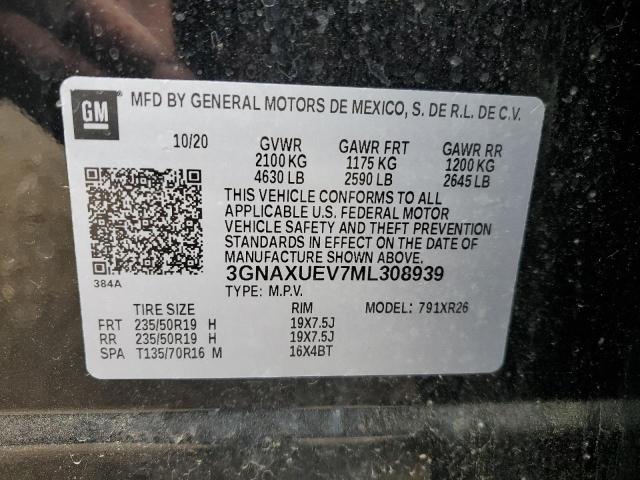 GM MFD BY GENERAL MOTORS DE MEXICO, S. DE R.L. DE C.V.
10/20 GVWR GAWR FRT GAWR RR
2100 KG 1175 KG 1200 KG
4630 LB 2590 LB 2645 LB
THIS VEHICLE CONFORMS TO ALL
APPLICABLE U.S. FEDERAL MOTOR
VEHICLE SAFETY AND THEFT PREVENTION
STANDARDS IN EFFECT ON THE DATE OF
MANUFACTURE SHOWN ABOVE.
3GNAXUEV7ML308939
384A TYPE: M.P.V.
TIRE SIZE RIM MODEL: 791XR26
FRT 235/50R19 H 19X7.5J
RR 235/50R19 H 19X7.5J
SPA T135/70R16 M 16X4BT